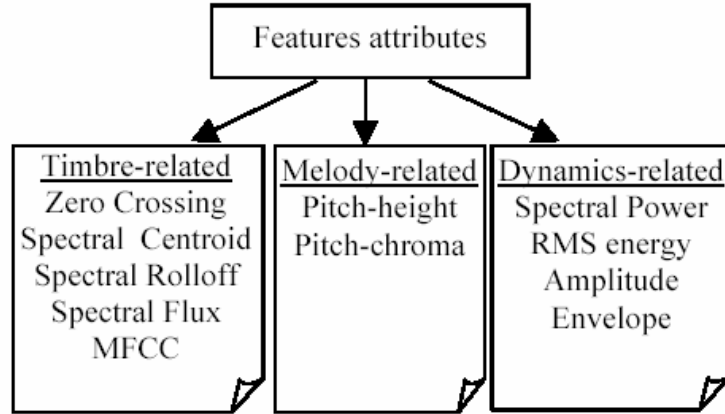 Features attributes
Timbre-related
Zero Crossing
Spectral Centroid
Spectral Rolloff
Spectral Flux
MFCC
Melody-related
Pitch-height
Pitch-chroma
Dynamics-related
Spectral Power
RMS energy
Amplitude
Envelope